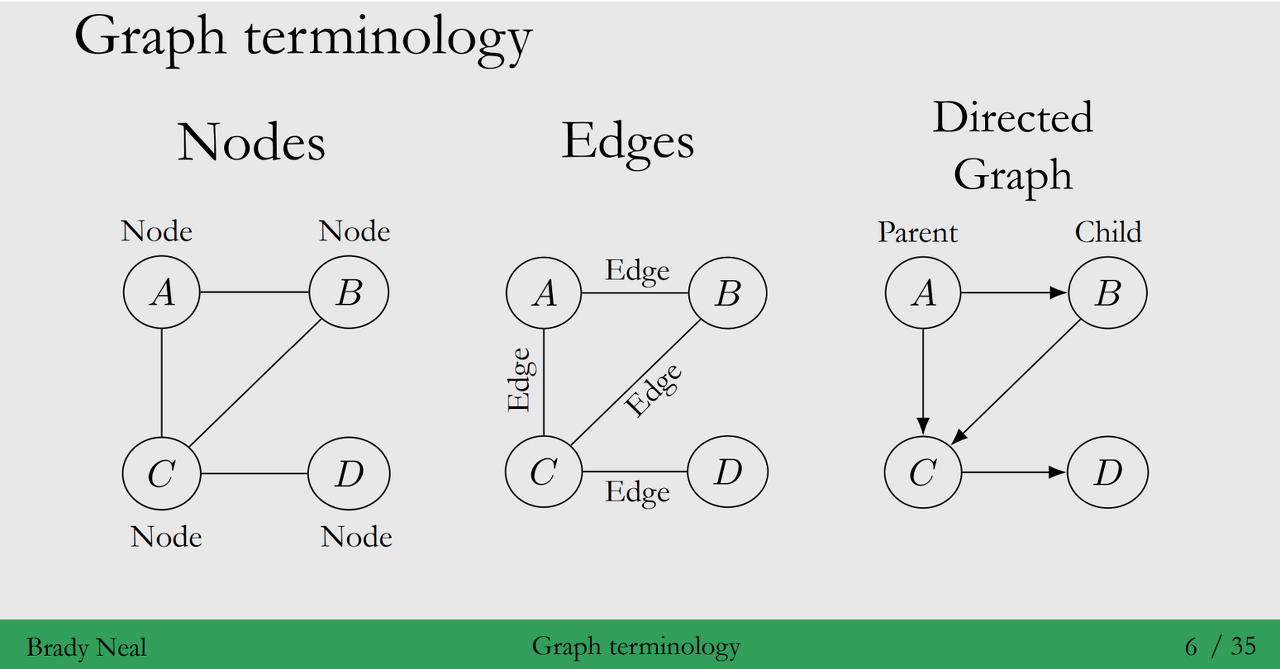 Graph terminology
Nodes
Node Node
A B
C D
Node Node
Edges
Edge
A B
Edge
Edge
C D
Edge
Directed
Graph
Parent Child
A B
C D
Brady Neal Graph terminology 6 / 35